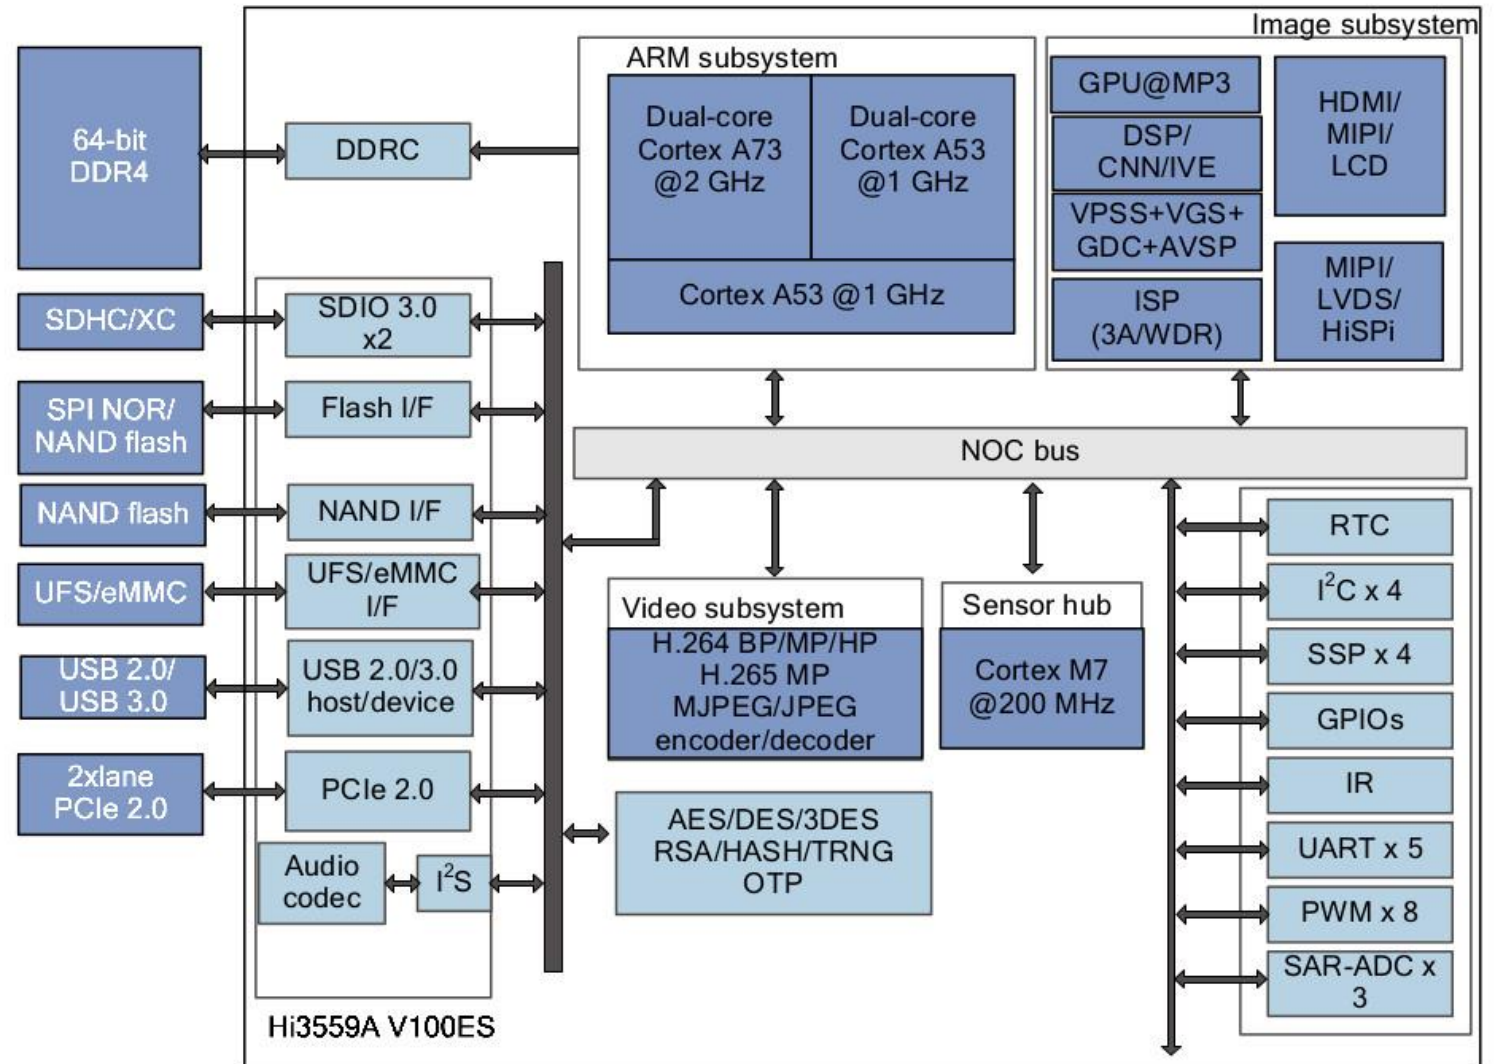 Image subsystem
ARM subsystem
64-bit
DDR4
DDRC
Dual-core
Cortex A73
@2 GHz
Dual-core
Cortex A53
@1 GHz
Cortex A53 @1 GHz
GPU@MP3
DSP/
CNN/IVE
VPSS+VGS+
GDC+AVSP
ISP
(3A/WDR)
HDMI/
MIPI/
LCD
MIPI/
LVDS/
HiSPi
SDHC/XC
SDIO 3.0
x2
SPI NOR/
NAND flash
Flash I/F
NAND flash
NAND I/F
UFS/eMMC
UFS/eMMC
I/F
USB 2.0/
USB 3.0
USB 2.0/3.0
host/device
2xlane
PCIe 2.0
PCIe 2.0
Audio
codec
I²S
NOC bus
Video subsystem
H.264 BP/MP/HP
H.265 MP
MJPEG/JPEG
encoder/decoder
Sensor hub
Cortex M7
@200 MHz
AES/DES/3DES
RSA/HASH/TRNG
OTP
RTC
I²C x 4
SSP x 4
GPIOs
IR
UART x 5
PWM x 8
SAR-ADC x
3
Hi3559A V100ES